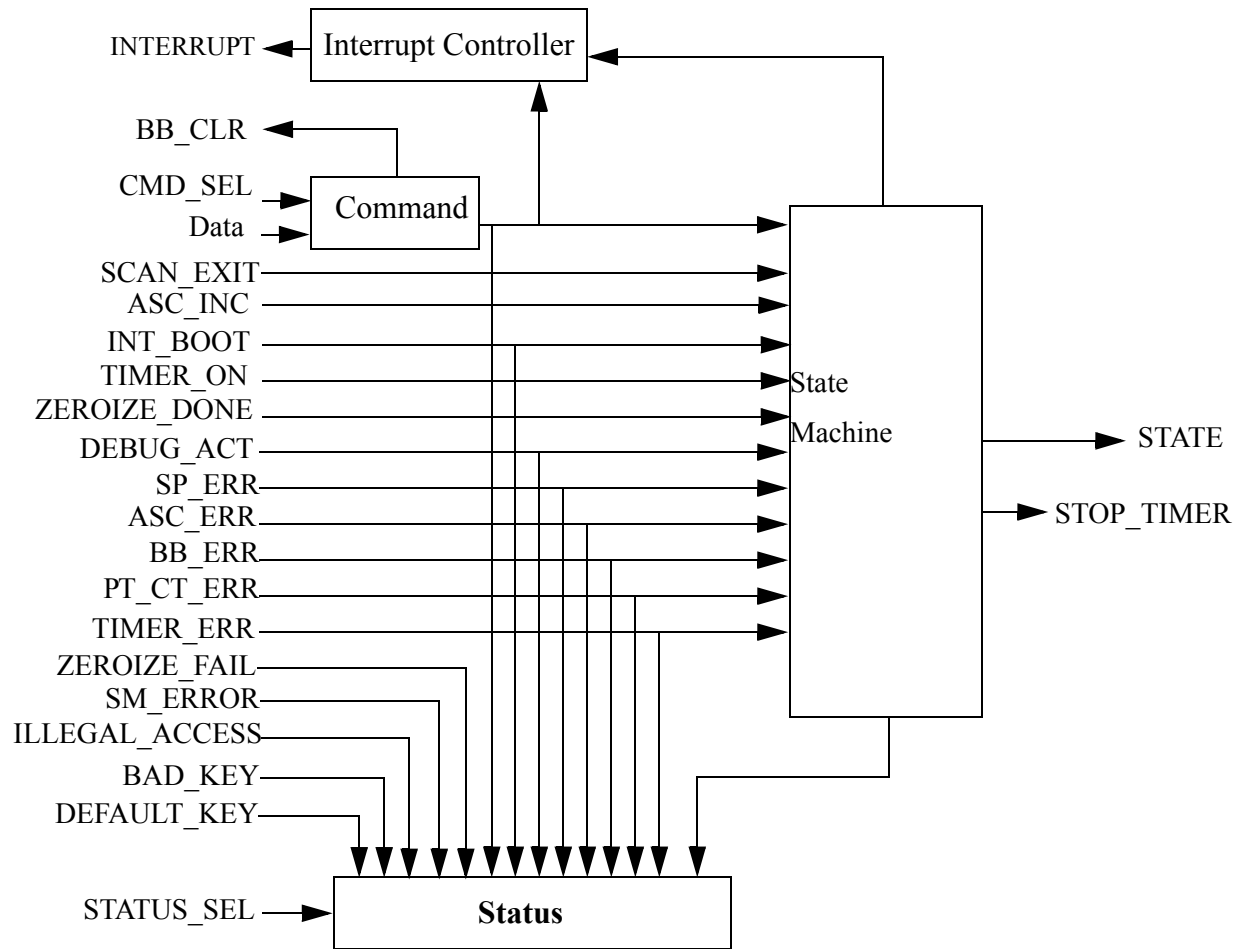 INTERRUPT
Interrupt Controller
BB_CLR
CMD_SEL
Command
Data
SCAN_EXIT
ASC_INC
INT_BOOT
TIMER_ON
State
ZEROIZE_DONE
Machine
DEBUG_ACT
STATE
SP_ERR
ASC_ERR
STOP_TIMER
BB_ERR
PT_CT_ERR
TIMER_ERR
ZEROIZE_FAIL
SM_ERROR
ILLEGAL_ACCESS
BAD_KEY
DEFAULT_KEY
STATUS_SEL
Status